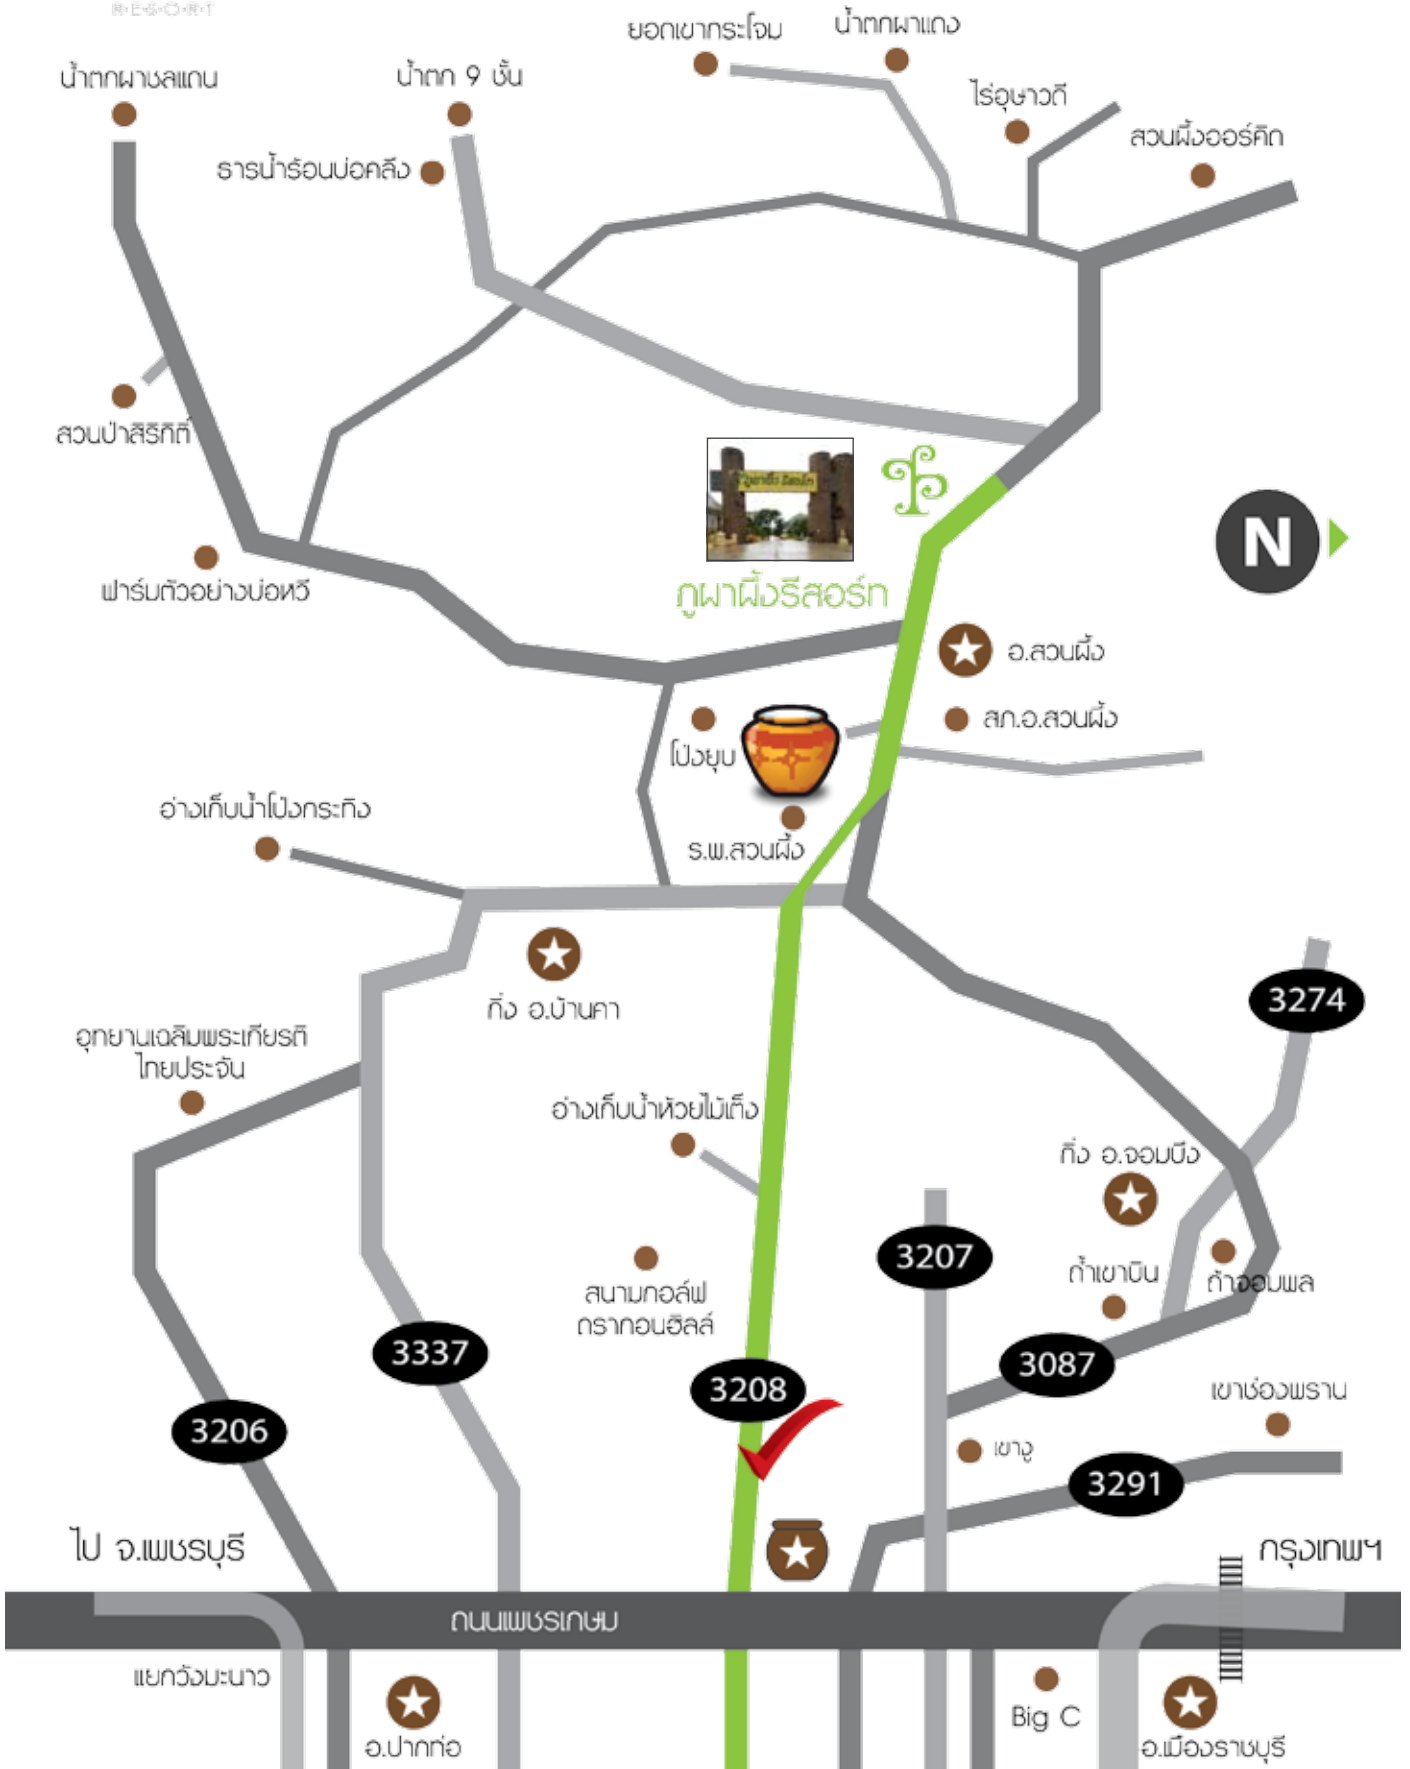 RESORT
ยอดเขากระโจม
น้ำตกผาแดง
น้ำตกผาชลแดน
น้ำตก 9 ชั้น
ไร่อุษาวดี
สวนผึ้งออร์คิด
ธารน้ำร้อนบ่อคลึง
สวนป่าสิริกิติ์
ภูผาผึ้ง รีสอร์ท
N
ฟาร์มตัวอย่างบ่อหวี
ภูผาผึ้งรีสอร์ท
อ.สวนผึ้ง
สภ.อ.สวนผึ้ง
โป่งยุบ
อ่างเก็บน้ำโป่งกระทิง
ร.พ.สวนผึ้ง
3274
กิ่ง อ.บ้านคา
อุทยานเฉลิมพระเกียรติ
ไทยประจัน
อ่างเก็บน้ำห้วยไม้เต็ง
กิ่ง อ.จอมบึง
3207
ถ้ำเขาบิน
ถ้ำจอมพล
สนามกอล์ฟ
ดรากอนฮิลล์
3337
3087
3208
เขาช่องพราน
3206
เขางู
3291
ไป จ.เพชรบุรี
กรุงเทพฯ
ถนนเพชรเกษม
แยกวังมะนาว
Big C
อ.ปากท่อ
อ.เมืองราชบุรี